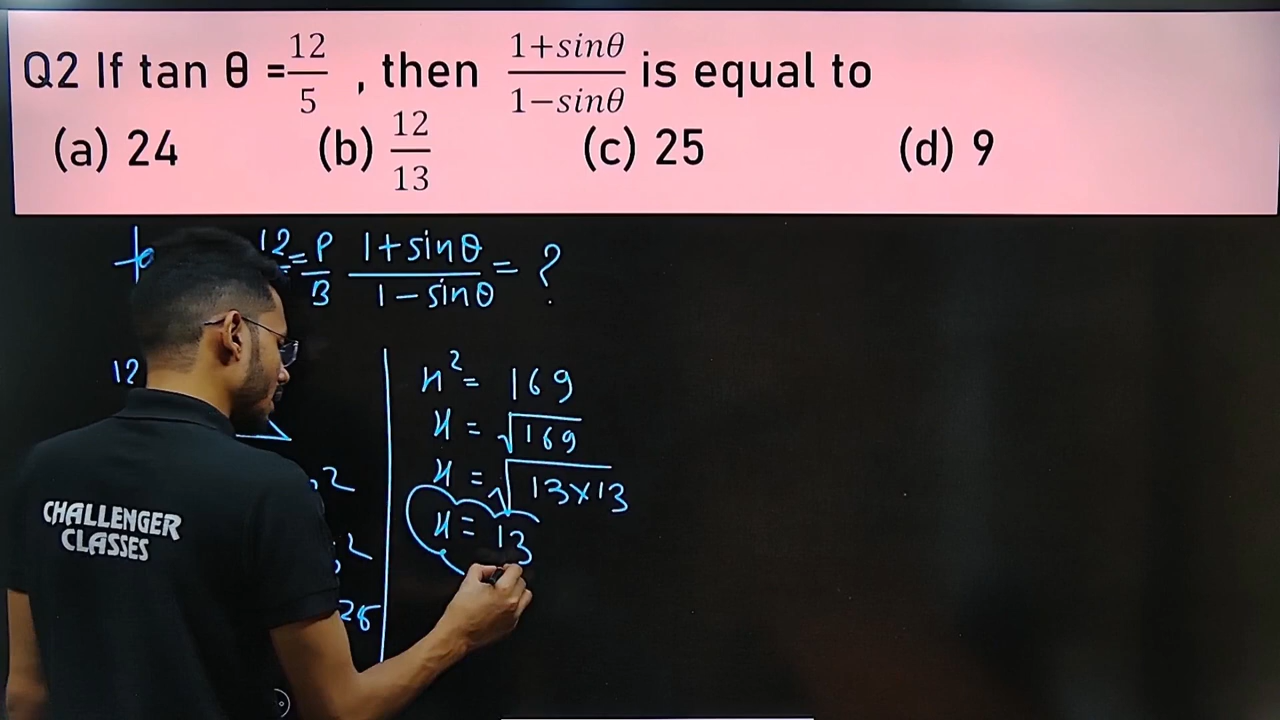 Q2 If tan θ = 12/5 , then (1+sinθ)/(1−sinθ) is equal to
(a) 24 (b) 12/13 (c) 25 (d) 9
12 = P/B (1+sinθ)/(1−sinθ) = ?
12
x² = 169
x = √169
x = √13×13
x = 13
CHALLENGER
CLASSES